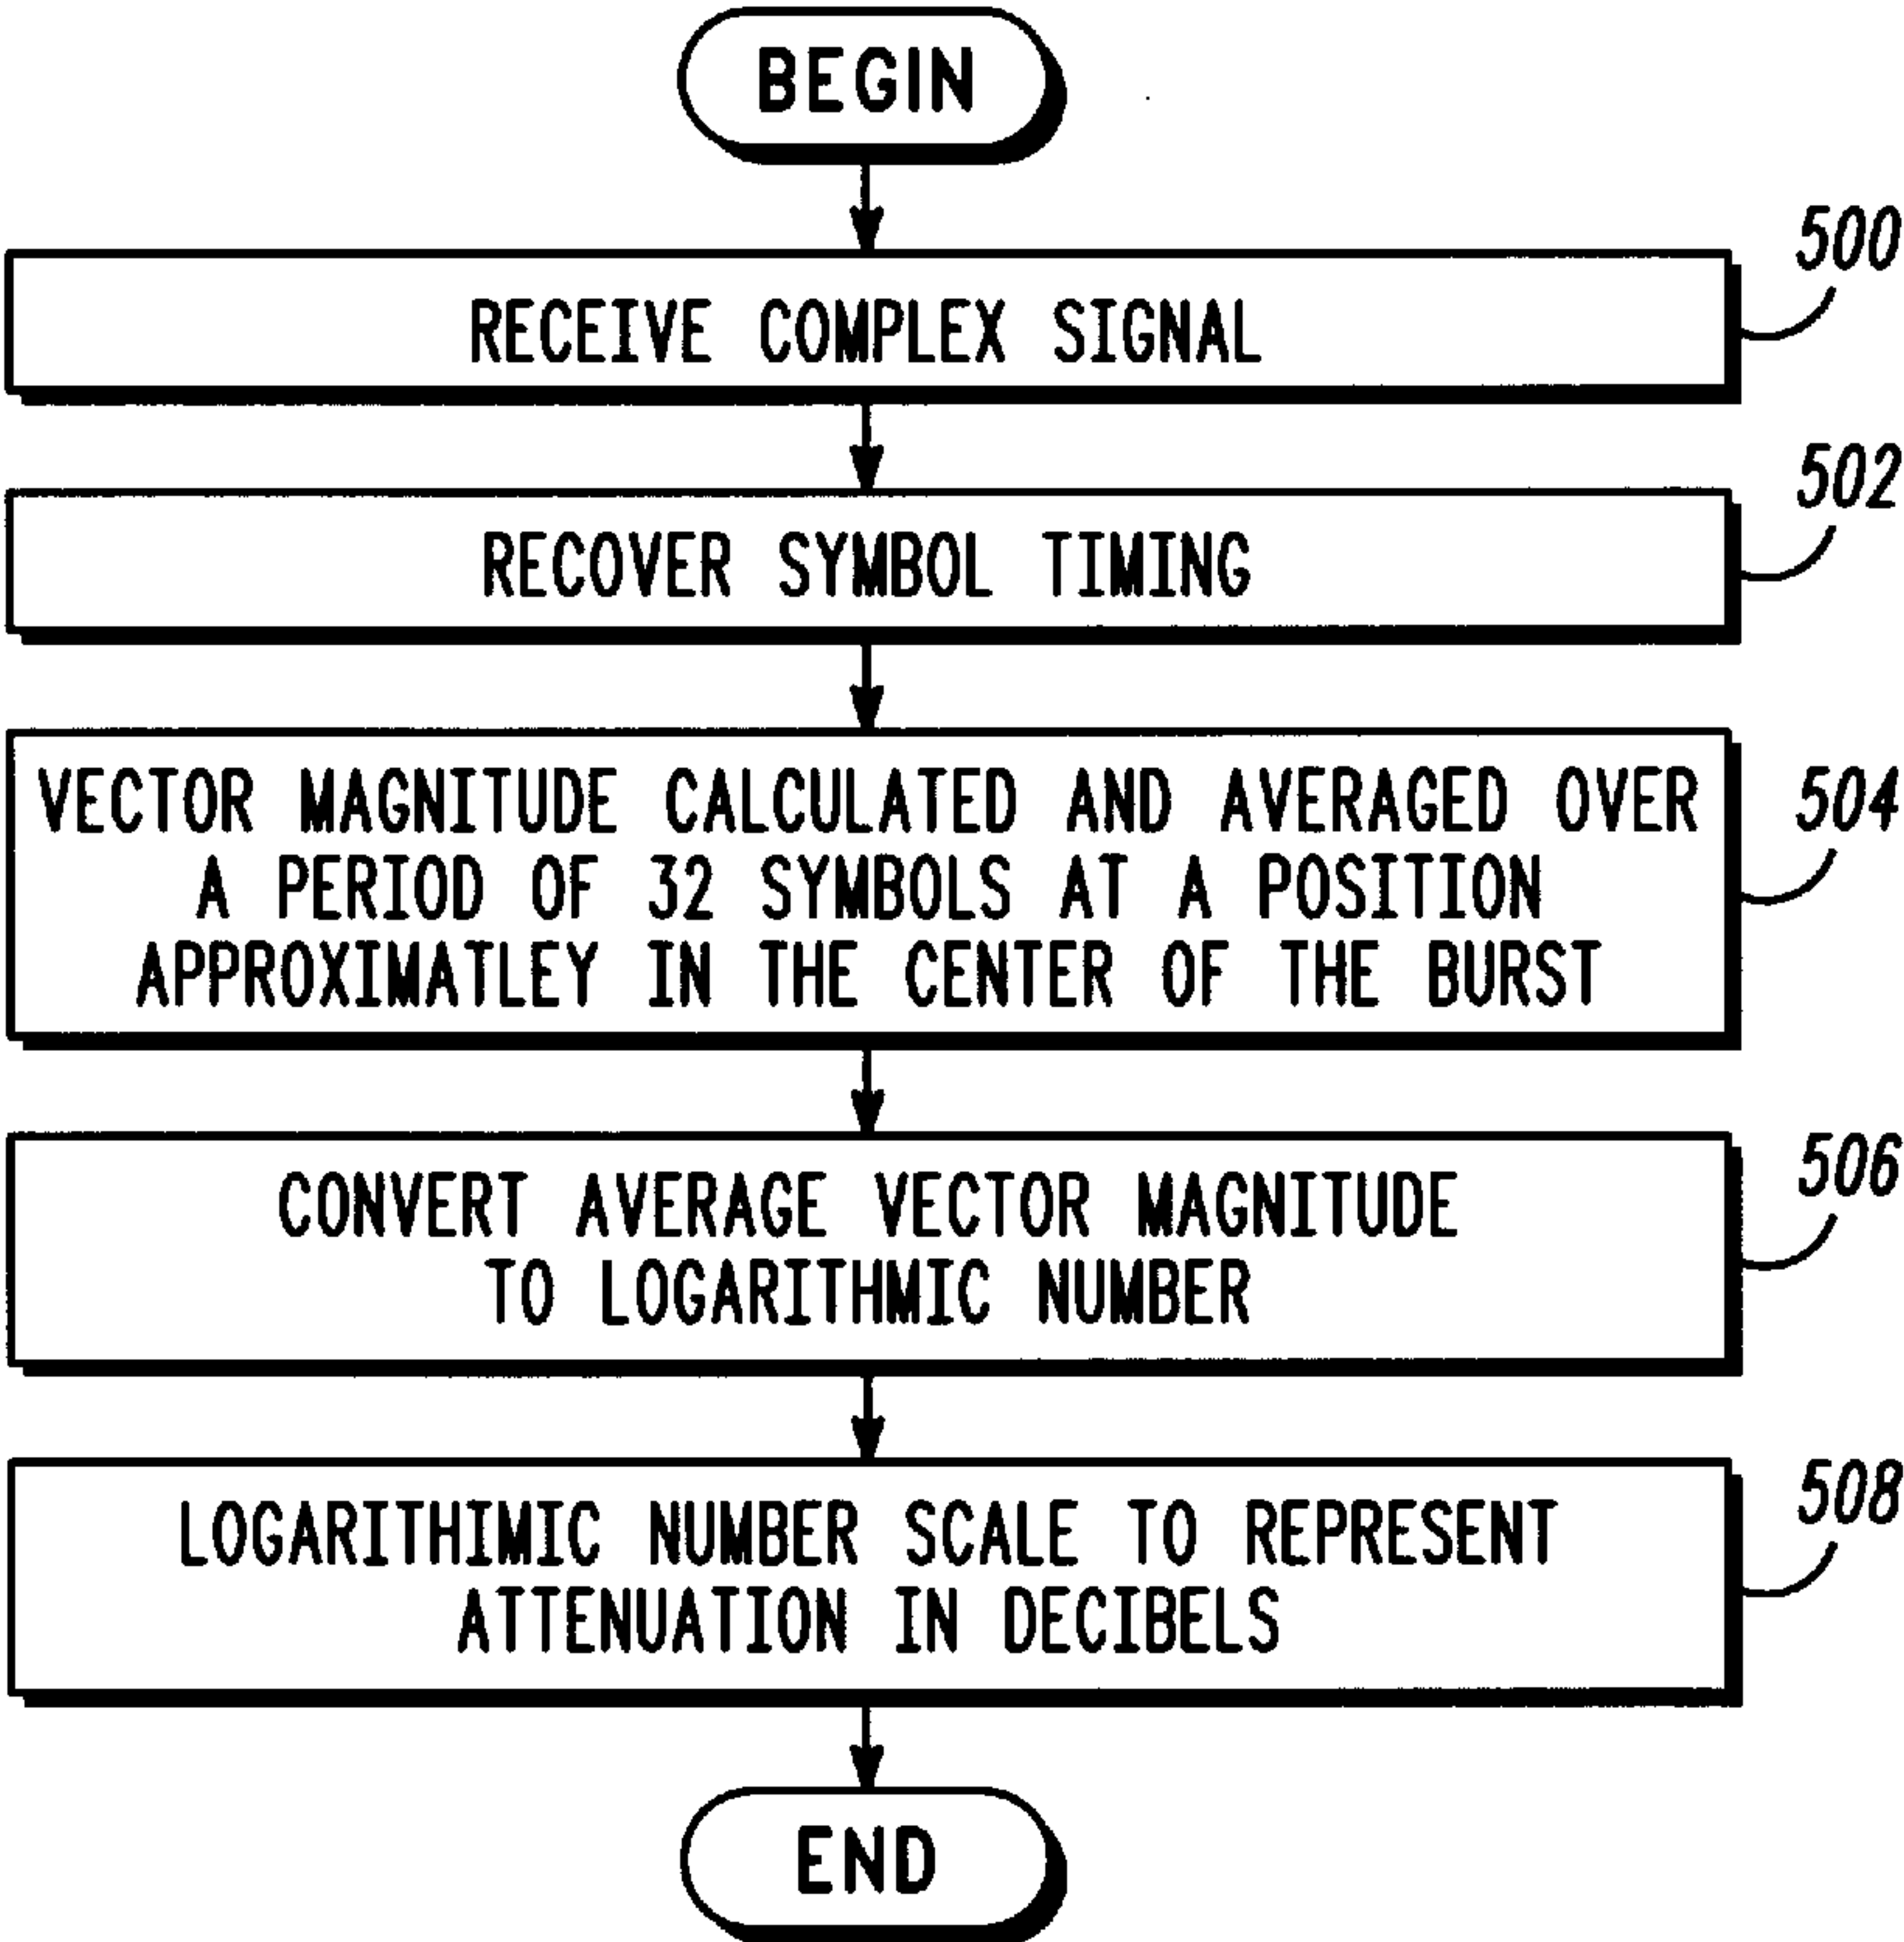 BEGIN
500
RECEIVE COMPLEX SIGNAL
502
RECOVER SYMBOL TIMING
VECTOR MAGNITUDE CALCULATED AND AVERAGED OVER
504
A PERIOD OF 32 SYMBOLS AT A POSITION
APPROXIMATLEY IN THE CENTER OF THE BURST
506
CONVERT AVERAGE VECTOR MAGNITUDE
TO LOGARITHMIC NUMBER
508
LOGARITHIMIC NUMBER SCALE TO REPRESENT
ATTENUATION IN DECIBELS
END